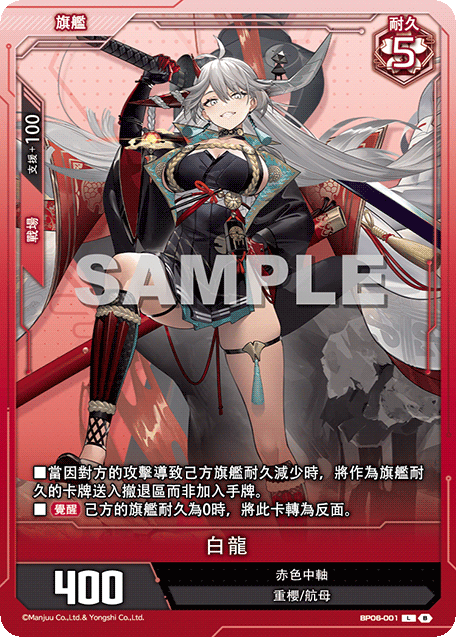 旗艦
耐久
5
支援+100
戰場
SAMPLE
■當因對方的攻擊導致己方旗艦耐久減少時，將作為旗艦耐
久的卡牌送入撤退區而非加入手牌。
■覺醒 己方的旗艦耐久為0時，將此卡轉為反面。
白龍
400
赤色中軸
重櫻/航母
©Manjuu Co.,Ltd. & Yongshi Co.,Ltd.
BP06-001 L B